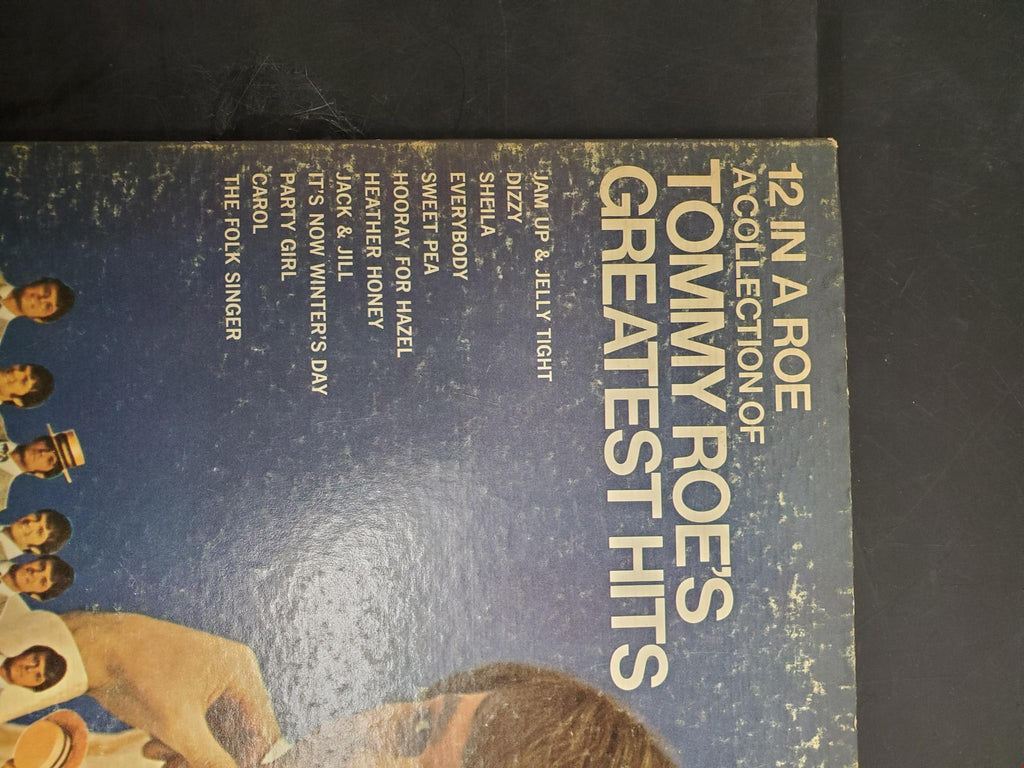 12 IN A ROE
A COLLECTION OF
TOMMY ROE'S
GREATEST HITS
JAM UP & JELLY TIGHT
DIZZY
SHEILA
EVERYBODY
SWEET PEA
HOORAY FOR HAZEL
HEATHER HONEY
JACK & JILL
IT'S NOW WINTER'S DAY
PARTY GIRL
CAROL
THE FOLK SINGER